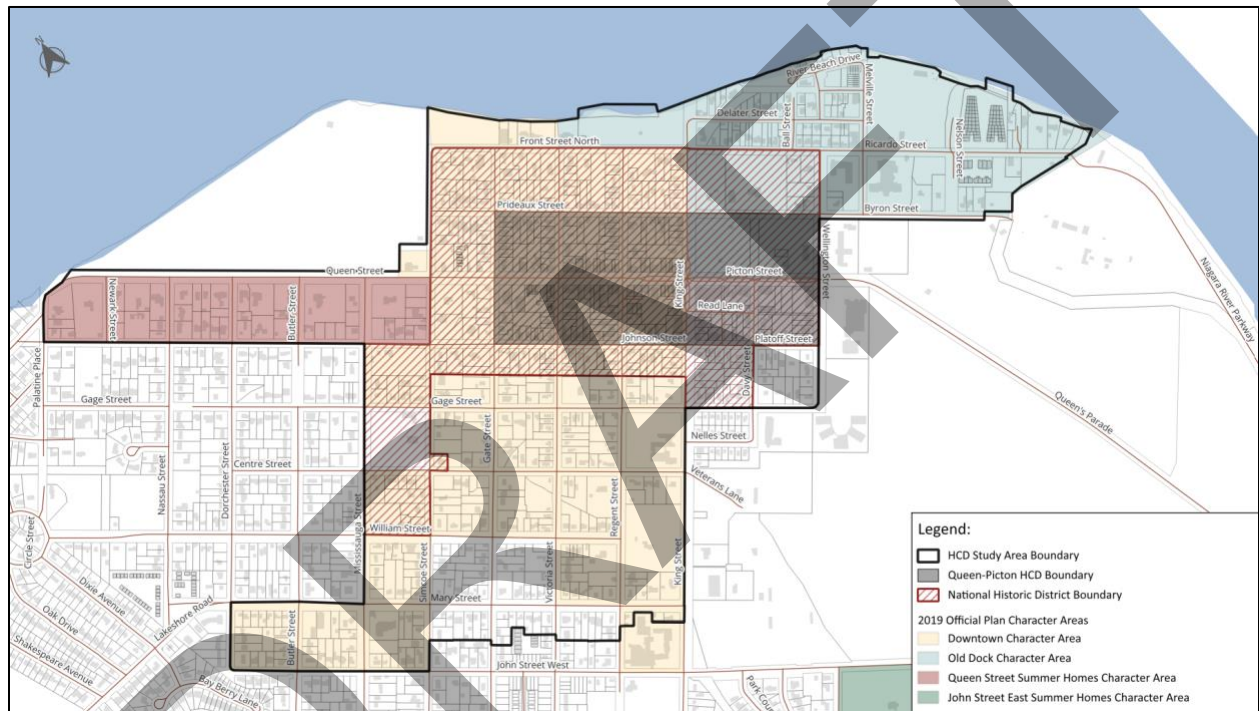 N
River Beach Drive
Melville Street
Delater Street
Ball Street
Nelson Street
Front Street North
Ricardo Street
Prideaux Street
Byron Street
Wellington Street
Queen Street
King Street
Picton Street
Niagara River Parkway
Newark Street
Butler Street
Read Lane
Johnson Street
Platoff Street
Palatine Place
Davy Street
Gage Street
Gage Street
Queen's Parade
Gate Street
Nelles Street
Centre Street
Veterans Lane
Nassau Street
Dorchester Street
Mississauga Street
Regent Street
William Street
Circle Street
Simcoe Street
Victoria Street
King Street
Dixie Avenue
Mary Street
Oak Drive
Lakeshore Road
Butler Street
Shakespeare Avenue
John Street West
Bay Berry Lane
Legend:
HCD Study Area Boundary
Queen-Picton HCD Boundary
National Historic District Boundary
2019 Official Plan Character Areas
Downtown Character Area
Old Dock Character Area
Queen Street Summer Homes Character Area
John Street East Summer Homes Character Area
DRAFT